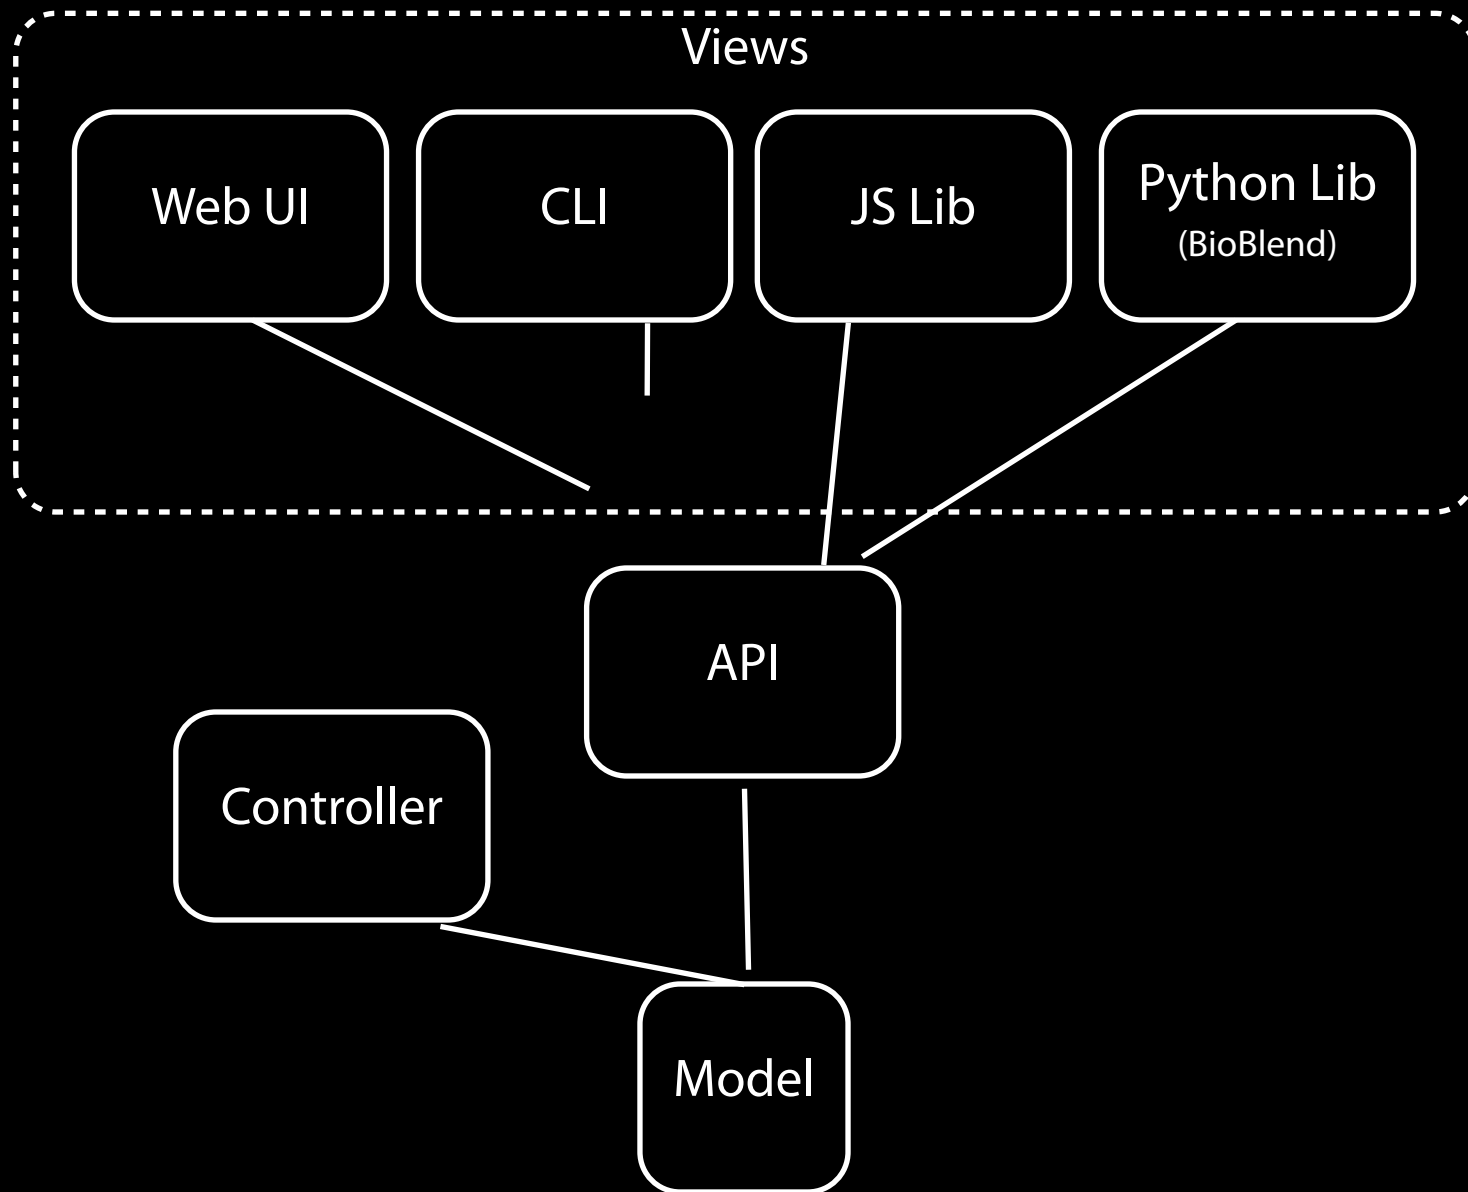 Views
Web UI
CLI
JS Lib
Python Lib
(BioBlend)
API
Controller
Model